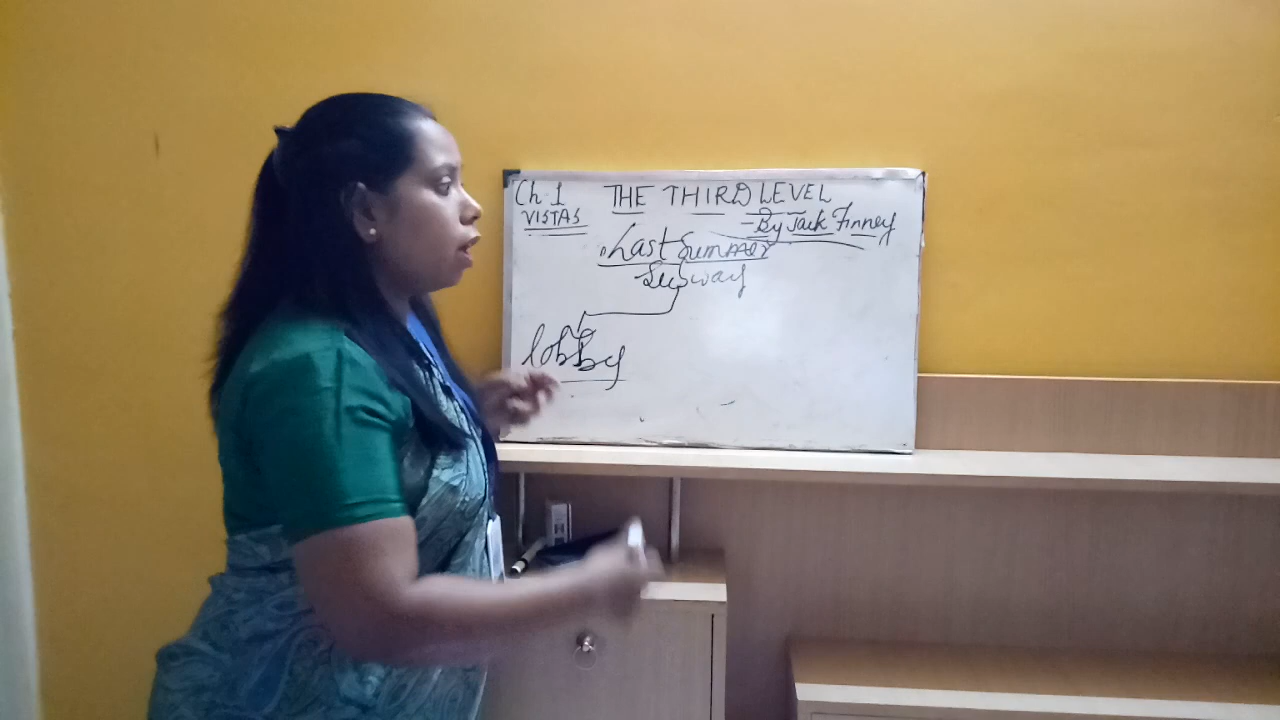 Ch. 1 THE THIRD LEVEL
VISTAS
- By Jack Finney
Last Summer
Subway
lobby